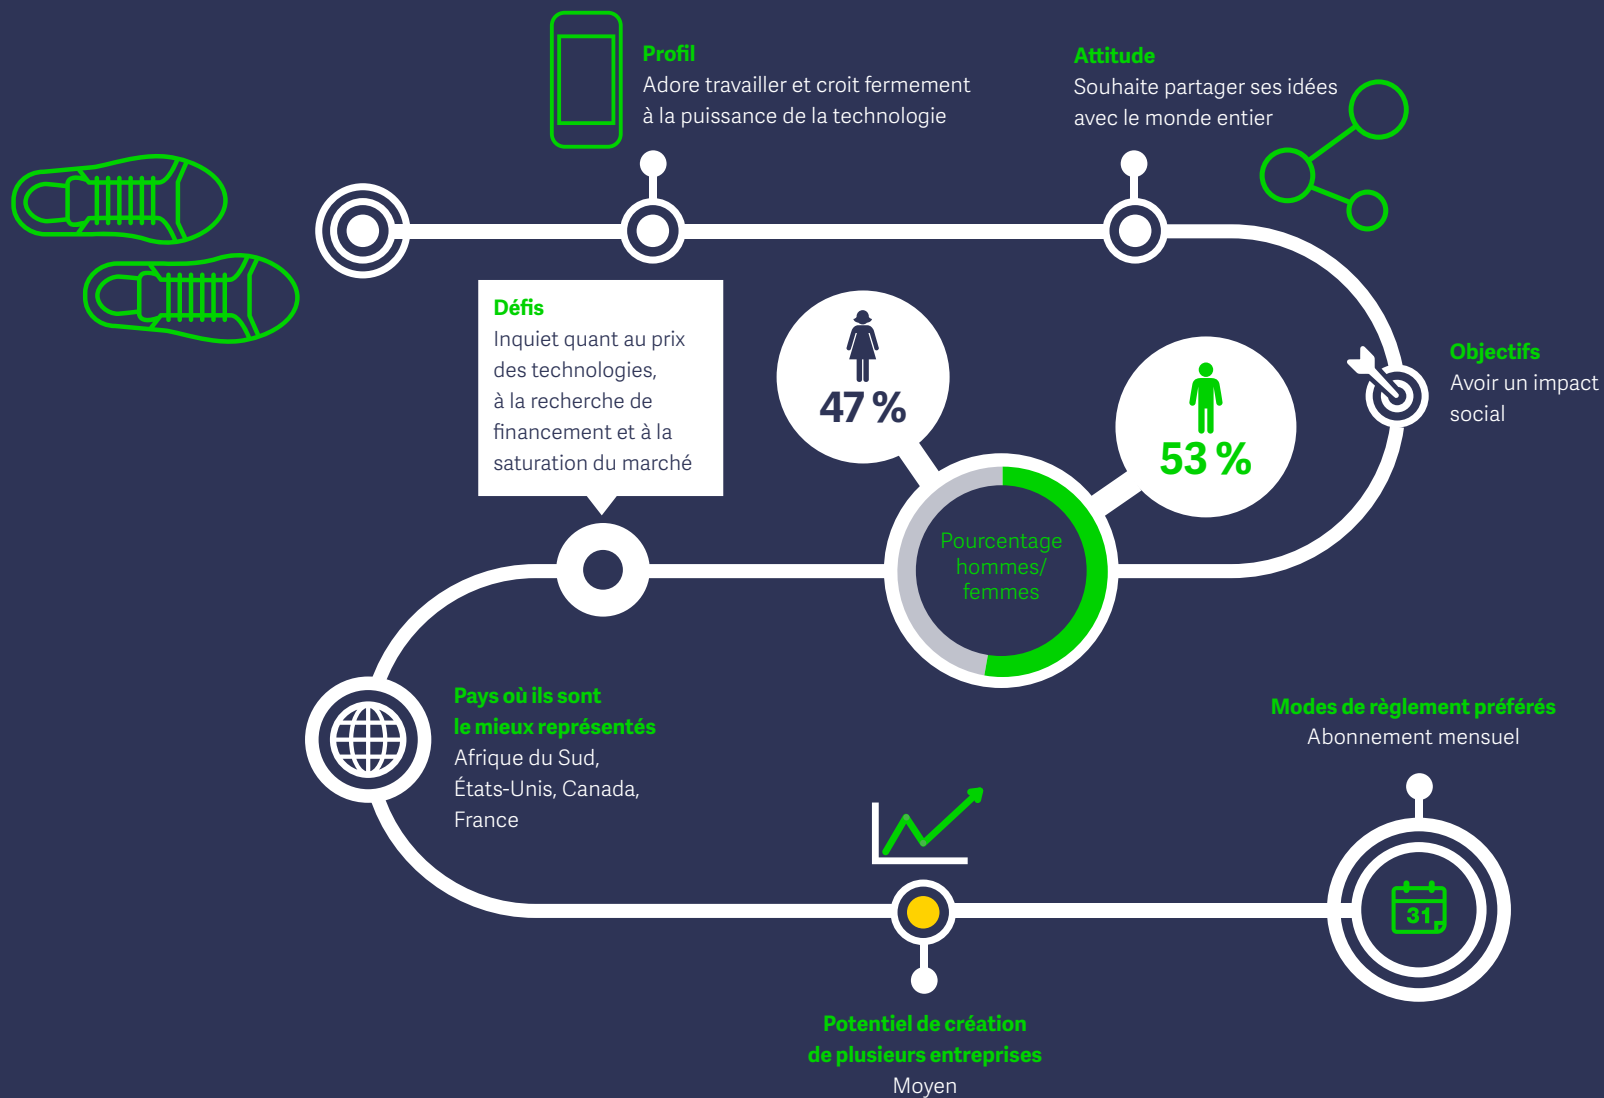 Profil
Adore travailler et croit fermement
à la puissance de la technologie
Attitude
Souhaite partager ses idées
avec le monde entier
Objectifs
Avoir un impact
social
53 %
47 %
Pourcentage
hommes/
femmes
Défis
Inquiet quant au prix
des technologies,
à la recherche de
financement et à la
saturation du marché
Pays où ils sont
le mieux représentés
Afrique du Sud,
États-Unis, Canada,
France
Potentiel de création
de plusieurs entreprises
Moyen
Modes de règlement préférés
Abonnement mensuel
31